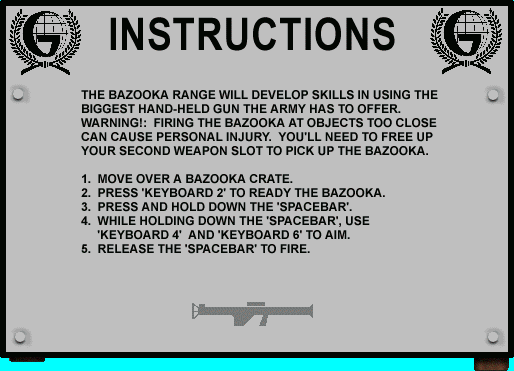 INSTRUCTIONS
THE BAZOOKA RANGE WILL DEVELOP SKILLS IN USING THE
BIGGEST HAND-HELD GUN THE ARMY HAS TO OFFER.
WARNING!:  FIRING THE BAZOOKA AT OBJECTS TOO CLOSE
CAN CAUSE PERSONAL INJURY.  YOU'LL NEED TO FREE UP
YOUR SECOND WEAPON SLOT TO PICK UP THE BAZOOKA.
1.  MOVE OVER A BAZOOKA CRATE.
2.  PRESS 'KEYBOARD 2' TO READY THE BAZOOKA.
3.  PRESS AND HOLD DOWN THE 'SPACEBAR'.
4.  WHILE HOLDING DOWN THE 'SPACEBAR', USE
'KEYBOARD 4'  AND 'KEYBOARD 6' TO AIM.
5.  RELEASE THE 'SPACEBAR' TO FIRE.